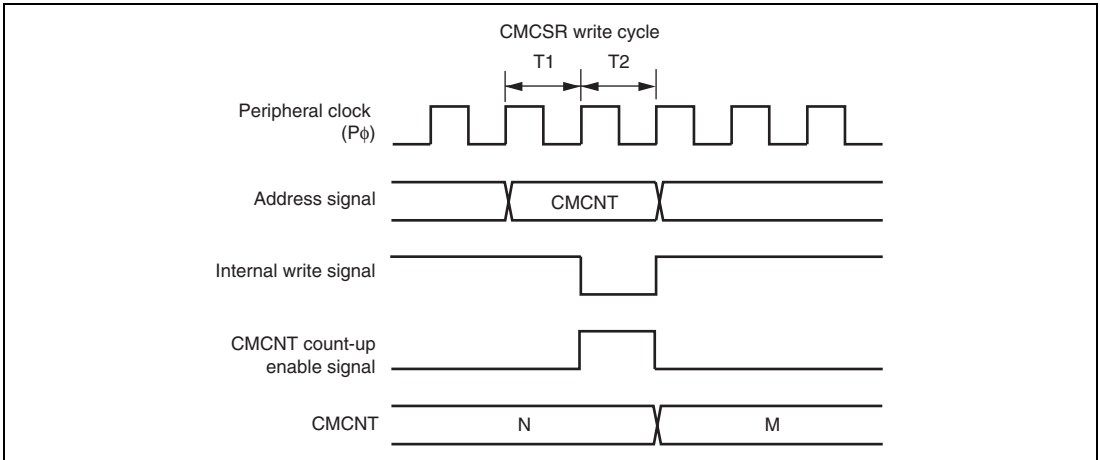 CMCSR write cycle
T1 T2
Peripheral clock
(Pϕ)
Address signal
CMCNT
Internal write signal
CMCNT count-up
enable signal
CMCNT
N
M